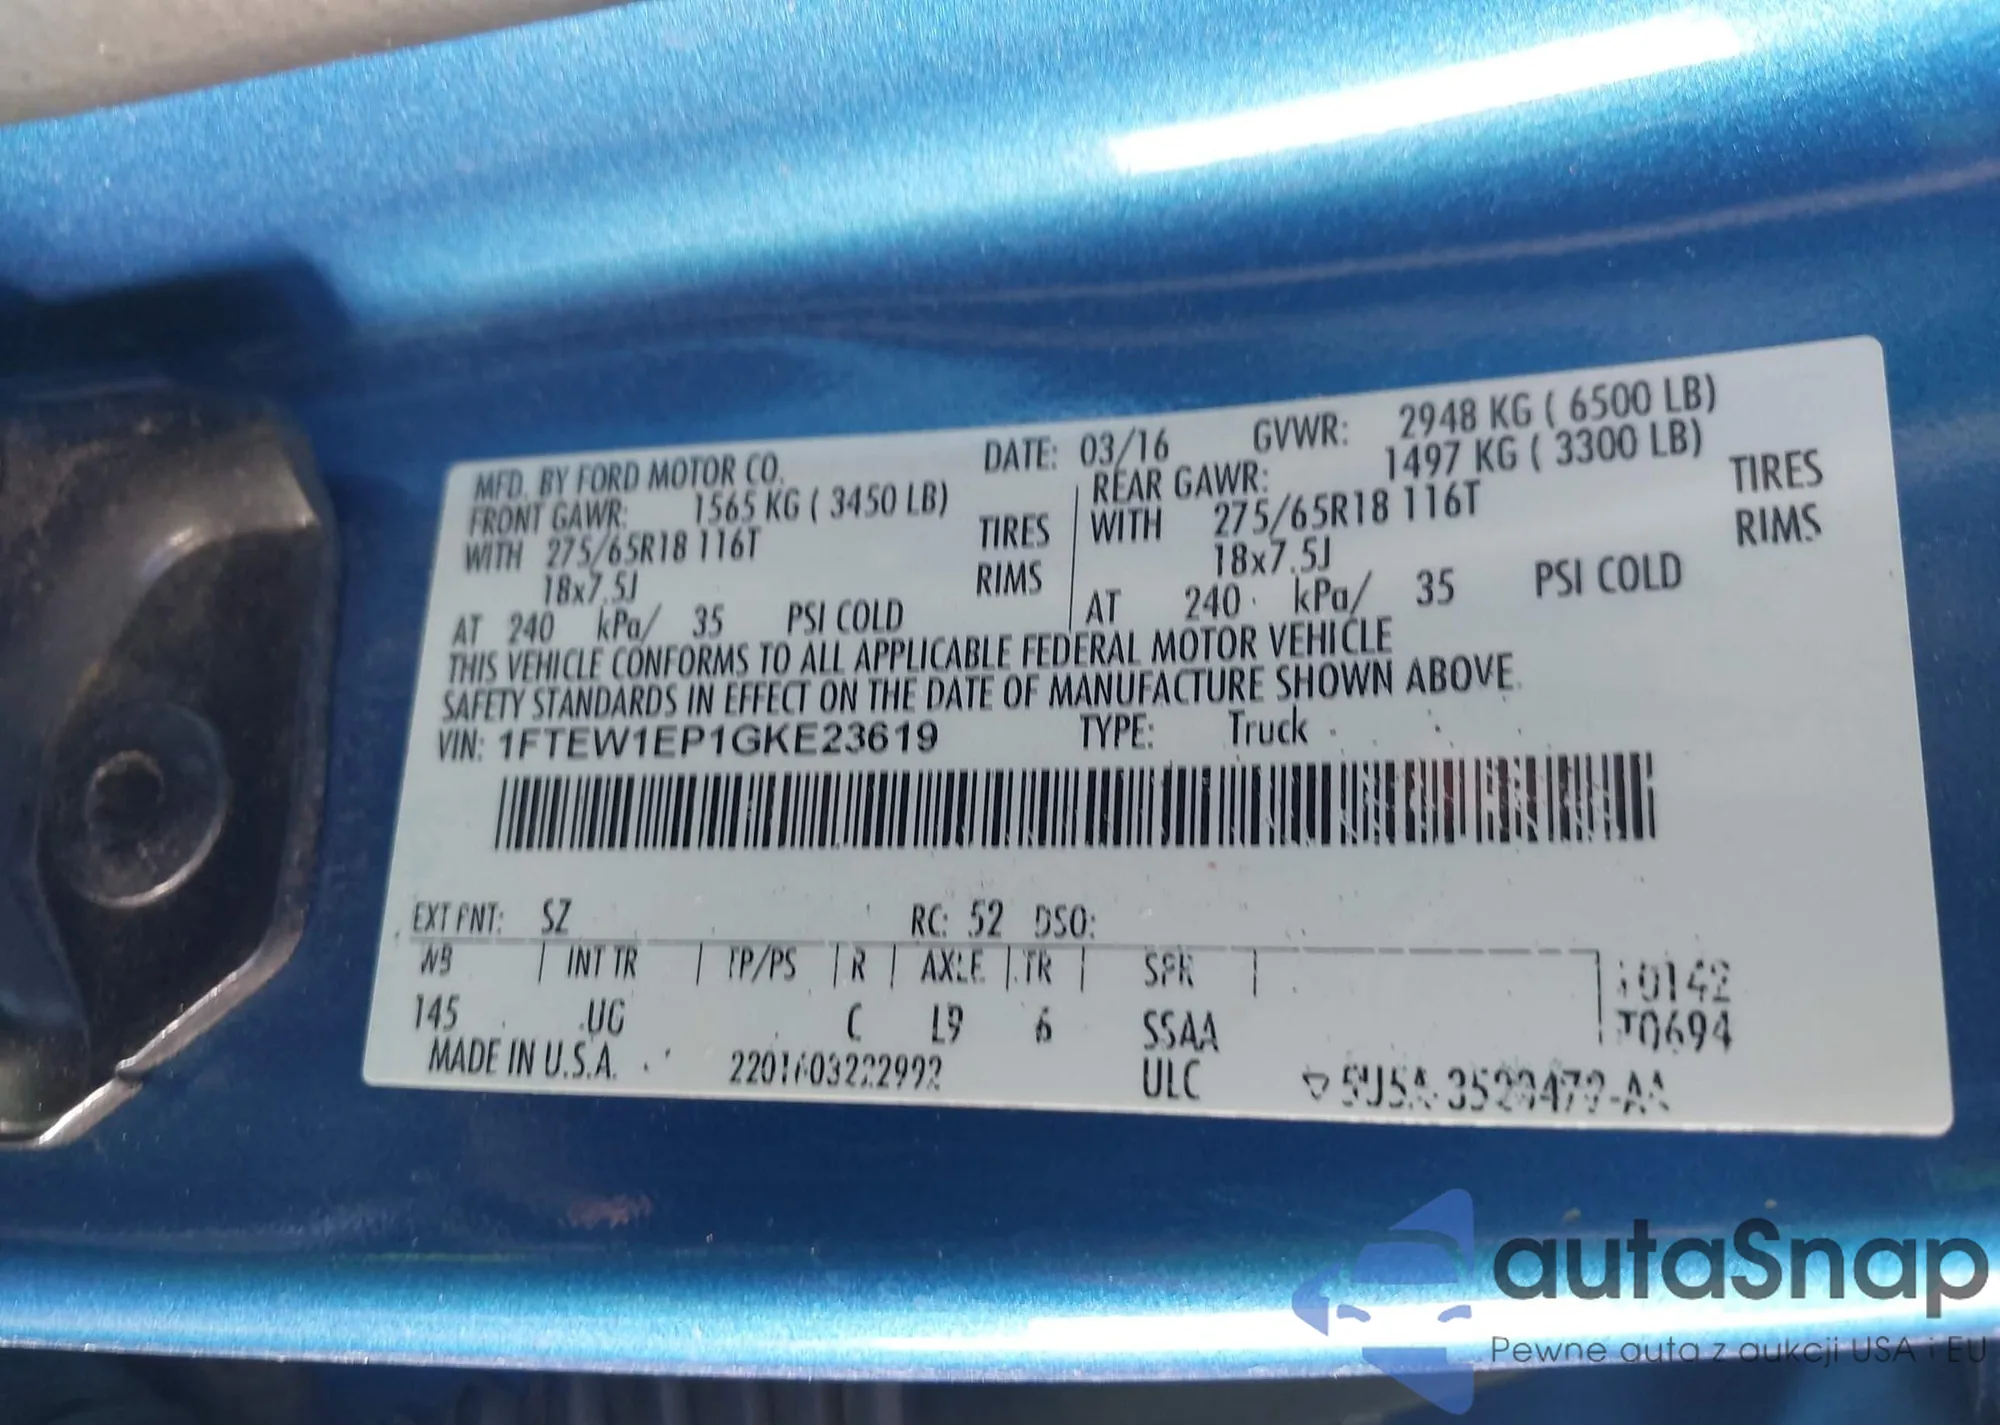 MFD. BY FORD MOTOR CO. DATE: 03/16 GVWR: 2948 KG ( 6500 LB)
FRONT GAWR: 1565 KG ( 3450 LB) REAR GAWR: 1497 KG ( 3300 LB)
WITH 275/65R18 116T TIRES WITH 275/65R18 116T TIRES
18x7.5J RIMS 18x7.5J RIMS
AT 240 kPa/ 35 PSI COLD AT 240 kPa/ 35 PSI COLD
THIS VEHICLE CONFORMS TO ALL APPLICABLE FEDERAL MOTOR VEHICLE
SAFETY STANDARDS IN EFFECT ON THE DATE OF MANUFACTURE SHOWN ABOVE.
VIN: 1FTEW1EP1GKE23619 TYPE: Truck
EXT PNT: SZ RC: 52 DSO:
WB INT TR TP/PS R AXLE TR SPR
145 UG C L9 6 SSAA T0694
MADE IN U.S.A. ULC
autaSnap
Pewne auta z aukcji USA i EU